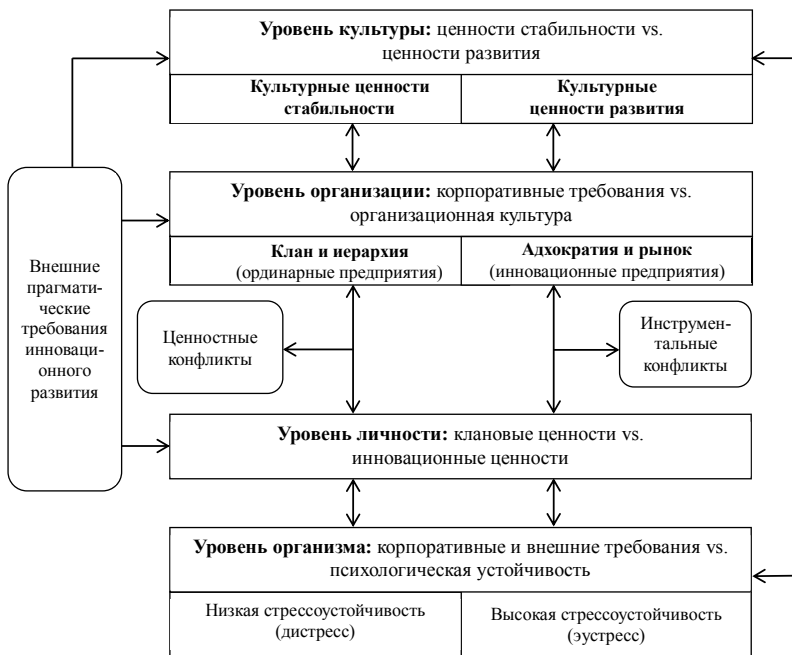 Уровень культуры: ценности стабильности vs.
ценности развития
Культурные ценности
стабильности
Культурные
ценности развития
Уровень организации: корпоративные требования vs.
организационная культура
Клан и иерархия
(ординарные предприятия)
Адхократия и рынок
(инновационные предприятия)
Внешние
прагмати-
ческие
требования
инноваци-
онного
развития
Ценностные
конфликты
Инструмен-
тальные
конфликты
Уровень личности: клановые ценности vs.
инновационные ценности
Уровень организма: корпоративные и внешние требования vs.
психологическая устойчивость
Низкая стрессоустойчивость
(дистресс)
Высокая стрессоустойчивость
(эустресс)